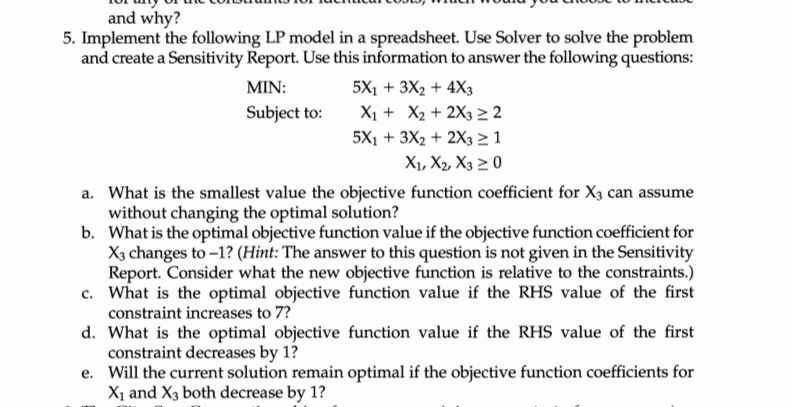 and why?
5. Implement the following LP model in a spreadsheet. Use Solver to solve the problem
and create a Sensitivity Report. Use this information to answer the following questions:
MIN: 5X₁ + 3X₂ + 4X₃
Subject to: X₁ + X₂ + 2X₃ ≥ 2
5X₁ + 3X₂ + 2X₃ ≥ 1
X₁, X₂, X₃ ≥ 0
a. What is the smallest value the objective function coefficient for X₃ can assume
without changing the optimal solution?
b. What is the optimal objective function value if the objective function coefficient for
X₃ changes to –1? (Hint: The answer to this question is not given in the Sensitivity
Report. Consider what the new objective function is relative to the constraints.)
c. What is the optimal objective function value if the RHS value of the first
constraint increases to 7?
d. What is the optimal objective function value if the RHS value of the first
constraint decreases by 1?
e. Will the current solution remain optimal if the objective function coefficients for
X₁ and X₃ both decrease by 1?